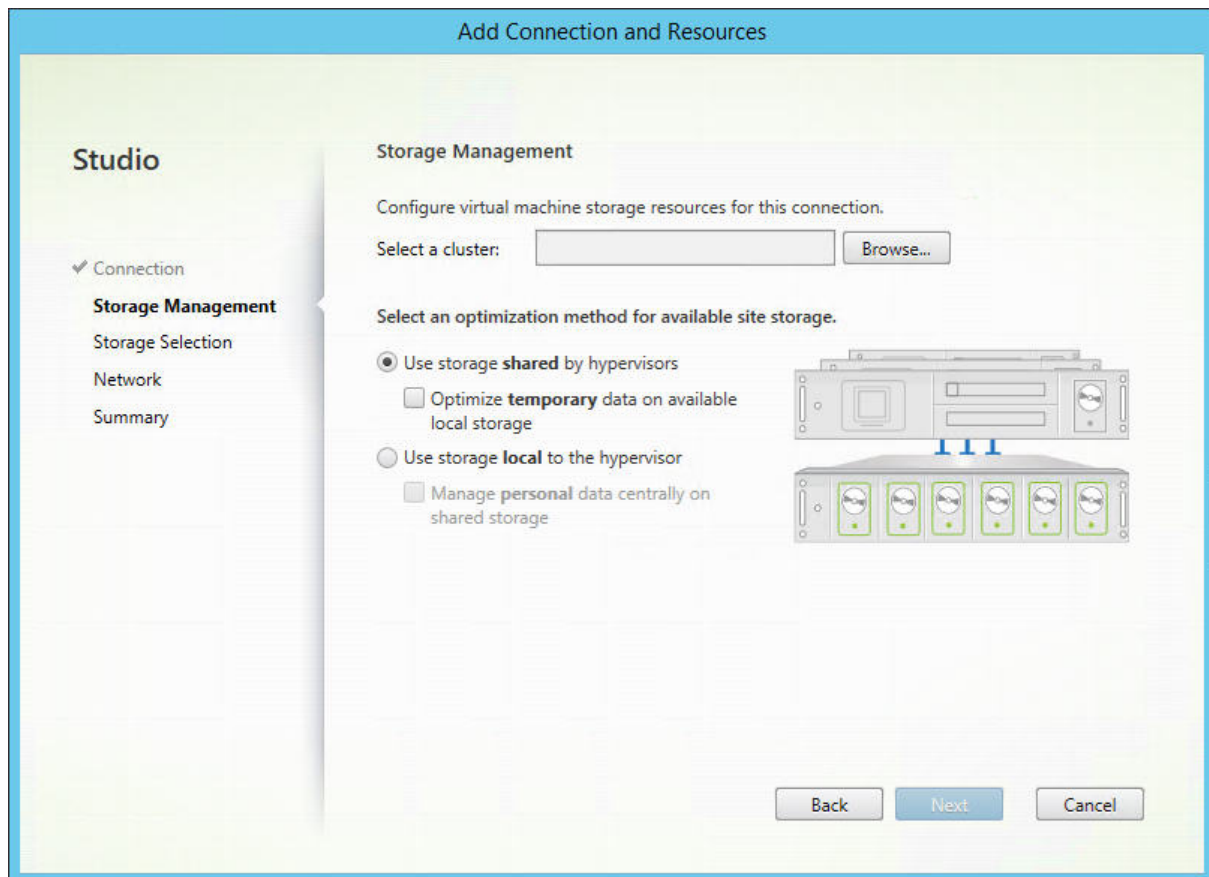 Add Connection and Resources
Studio
Connection
Storage Management
Storage Selection
Network
Summary
Storage Management
Configure virtual machine storage resources for this connection.
Select a cluster:
Browse...
Select an optimization method for available site storage.
Use storage shared by hypervisors
Optimize temporary data on available
local storage
Use storage local to the hypervisor
Manage personal data centrally on
shared storage
Back
Next
Cancel